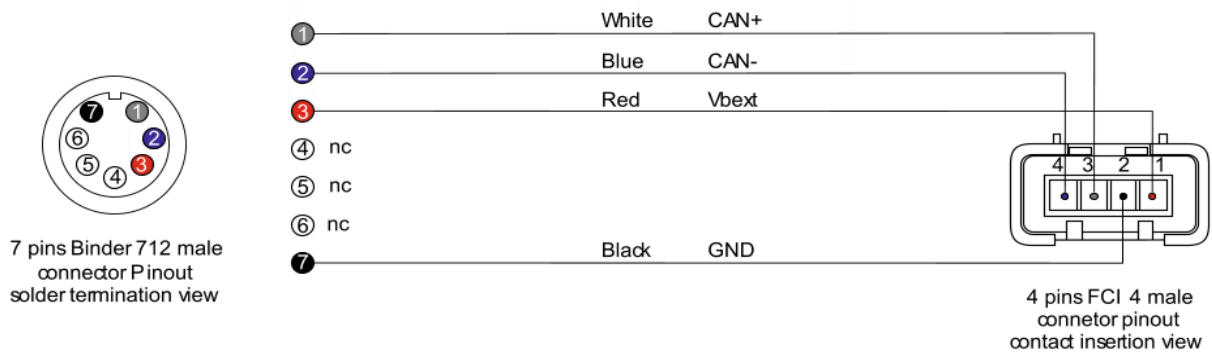 1 White CAN+
2 Blue CAN-
3 Red Vbext
4 nc
5 nc
6 nc
7 Black GND
7 1
6 2
5 3
4
7 pins Binder 712 male
connector Pinout
solder termination view
4 3 2 1
4 pins FCI 4 male
connetor pinout
contact insertion view